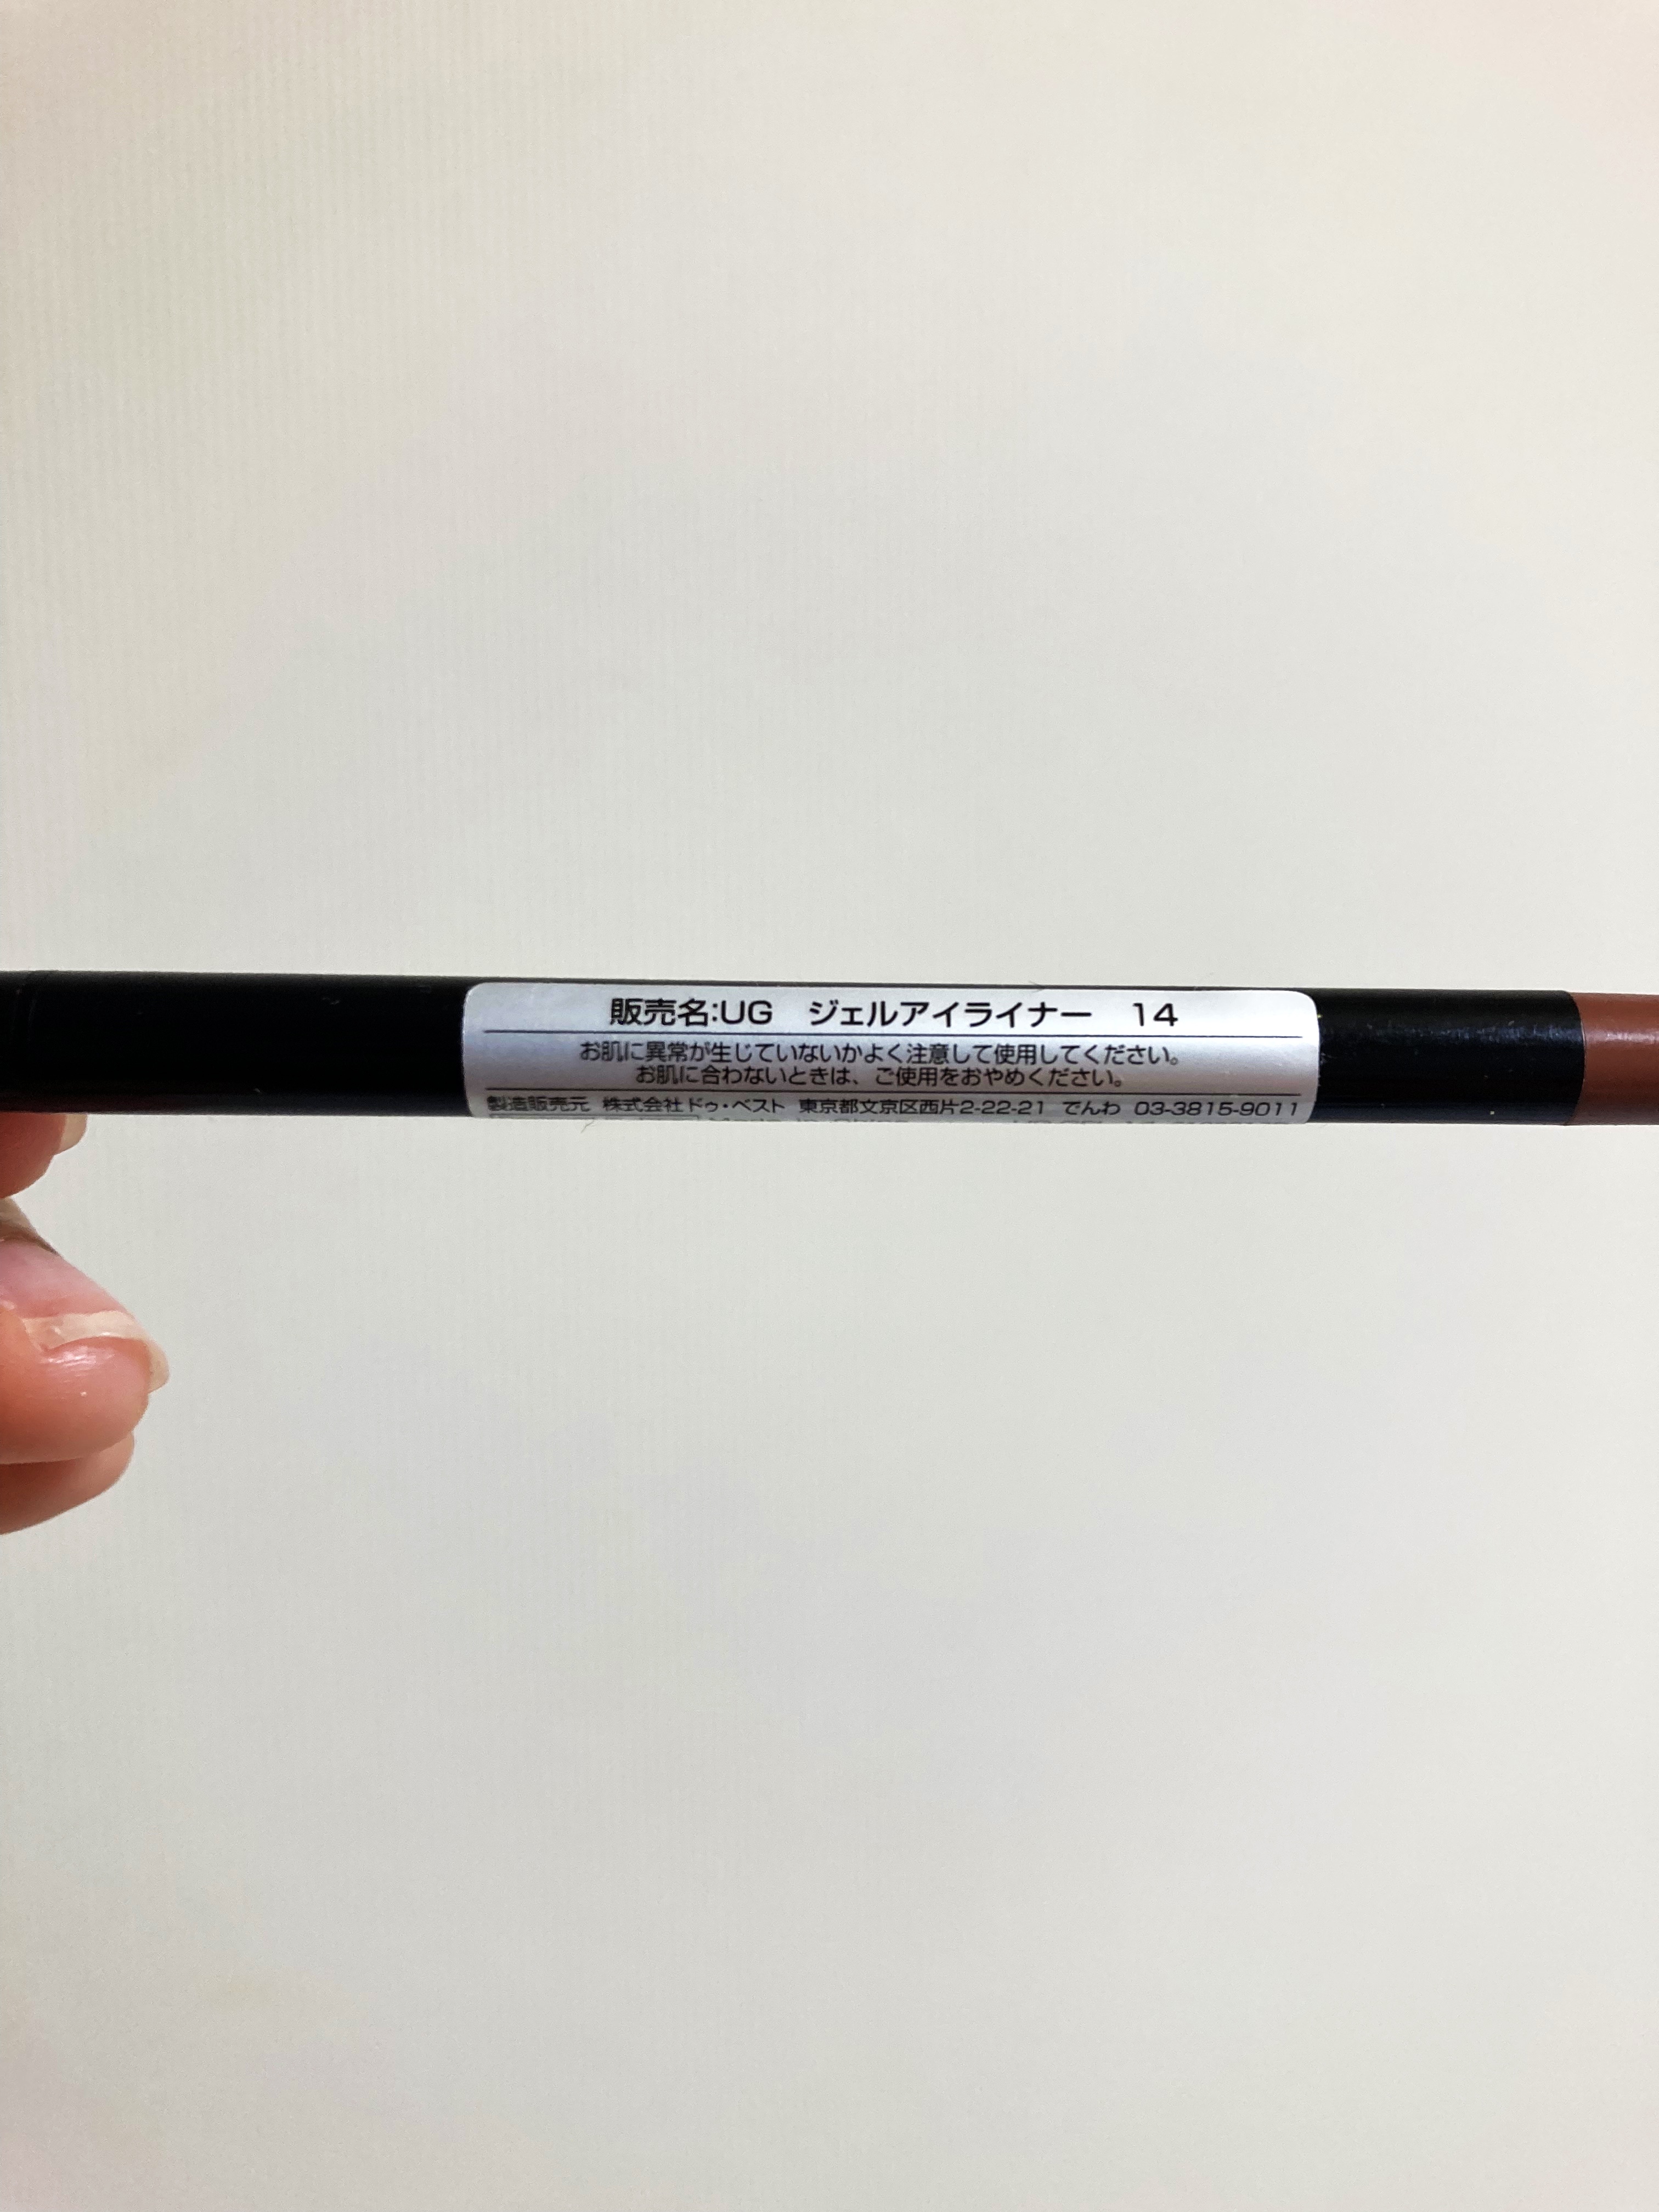 販売名:UG ジェルアイライナー 14
お肌に異常が生じていないかよく注意して使用してください。
お肌に合わないときは、ご使用をおやめください。
製造販売元 株式会社ドゥ・ベスト 東京都文京区西片2-22-21 でんわ 03-3815-9011